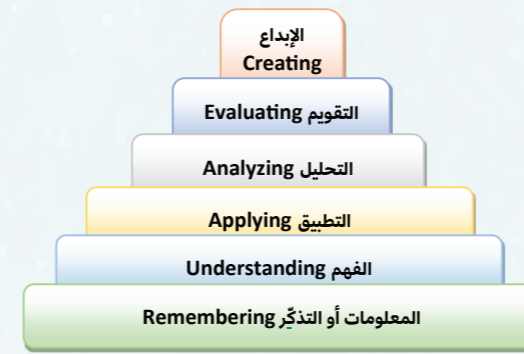 الإبداع
Creating
التقويم Evaluating
التحليل Analyzing
التطبيق Applying
الفهم Understanding
المعلومات أو التذكّر Remembering